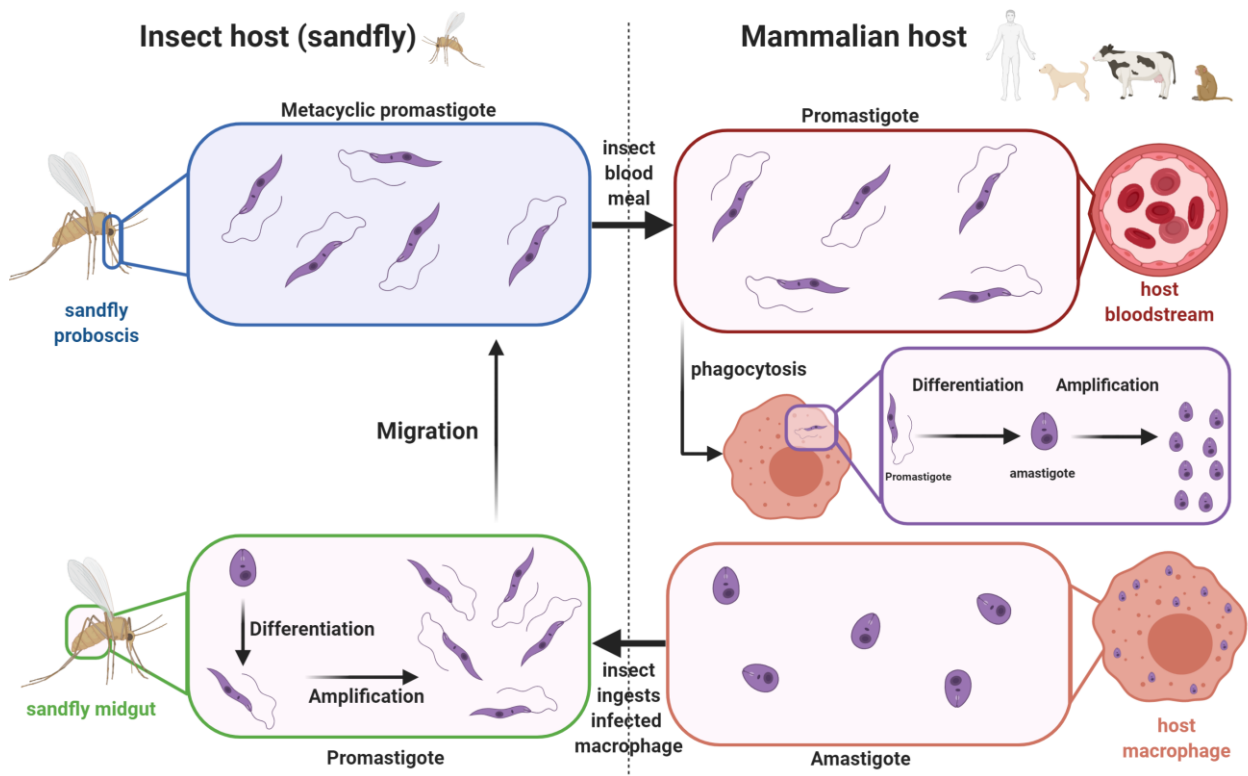 Insect host (sandfly)
Mammalian host
Metacyclic promastigote
Promastigote
insect
blood
meal
sandfly
proboscis
host
bloodstream
phagocytosis
Differentiation
Amplification
Promastigote
amastigote
Migration
Differentiation
Amplification
sandfly midgut
Promastigote
insect
ingests
infected
macrophage
Amastigote
host
macrophage